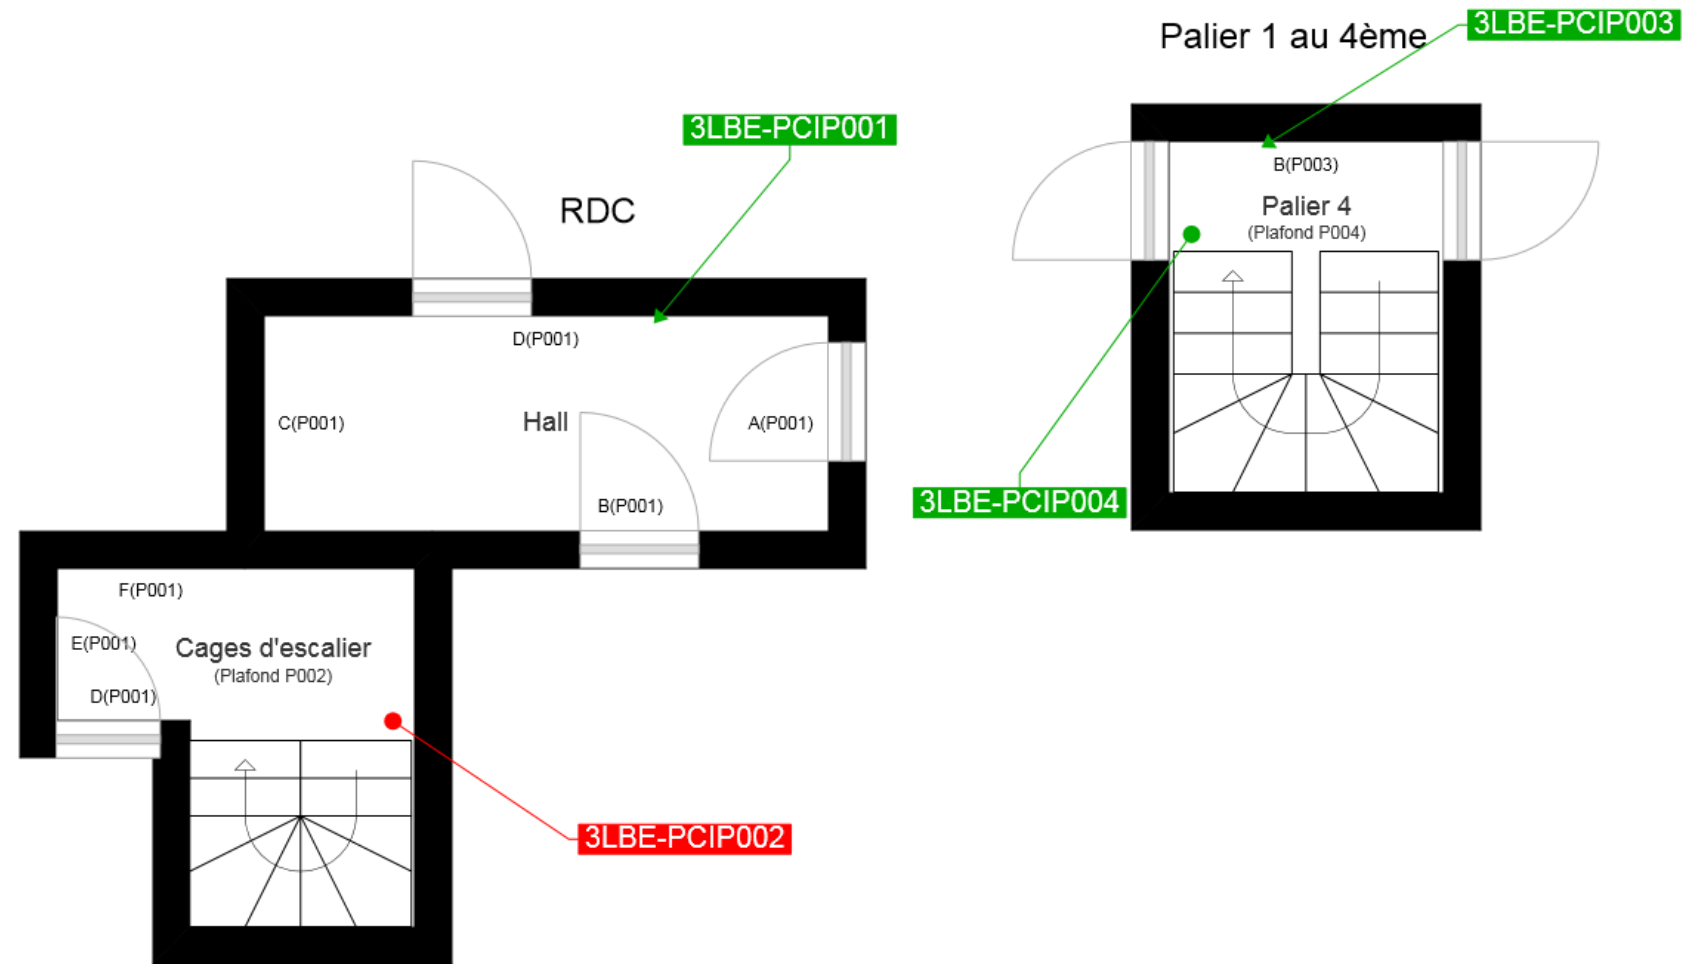 Palier 1 au 4ème
3LBE-PCIP003
3LBE-PCIP001
RDC
B(P003)
Palier 4
(Plafond P004)
D(P001)
Hall
C(P001)
A(P001)
B(P001)
3LBE-PCIP004
F(P001)
E(P001)
Cages d'escalier
(Plafond P002)
D(P001)
3LBE-PCIP002